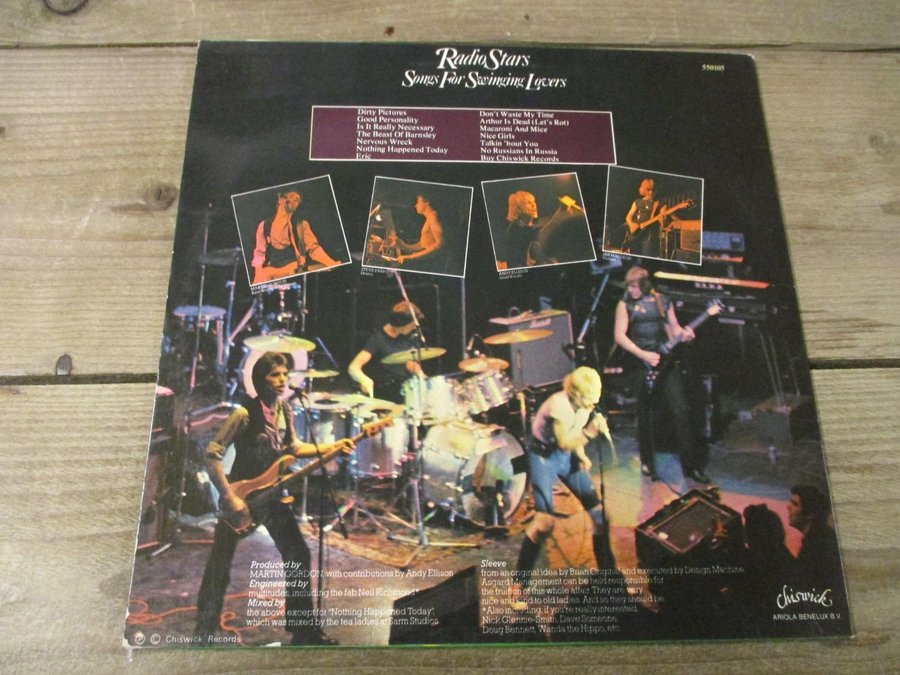 Radio Stars
Songs For Swinging Lovers
550105
Dirty Pictures
Good Personality
Is It Really Necessary
The Beast Of Barnsley
Nervous Wreck
Nothing Happened Today
Eric
Don't Waste My Time
Arthur Is Dead (Let's Rot)
Macaroni And Mice
Nice Girls
Talkin 'bout You
No Russians In Russia
Buy Chiswick Records
ANDY ELLISON
Produced by
MARTIN GORDON, with contributions by Andy Ellison
Engineered by
multitudes, including the fab Neil Richmond*
Mixed by
the above except for "Nothing Happened Today",
which was mixed by the tea ladies at Sarm Studios
Sleeve
from an original idea by Brian Original and executed by Design Machine
Asgard Management can be held responsible for
the fruition of this whole affair. They are very
nice and kind to old ladies. And so they should be.
*Also involving, if you're really interested,
Nick Glennie-Smith, Dave Someone,
Doug Bennett, Wanda the Hippo, etc.
Chiswick
ARIOLA BENELUX B.V.
Ⓟ © Chiswick Records